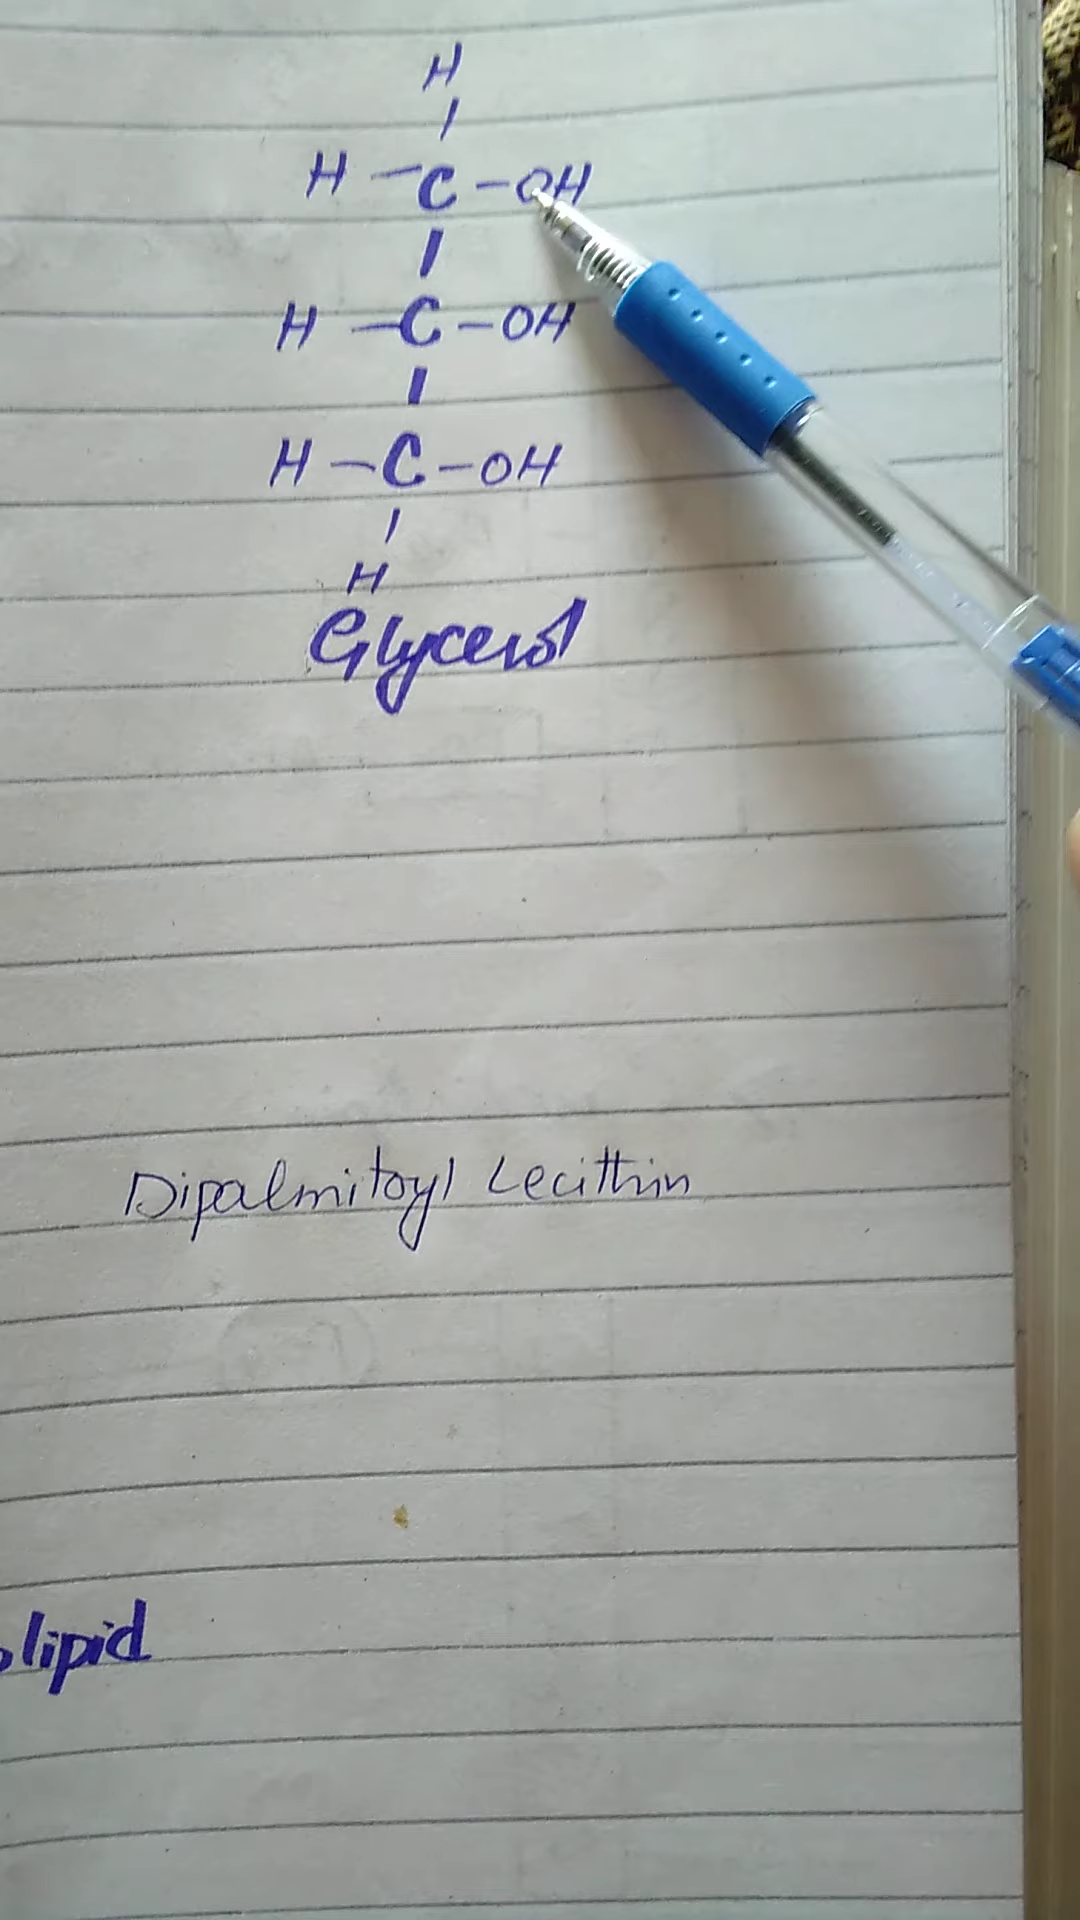 H
H - C - OH
H - C - OH
H - C - OH
H
Glycerol
Dipalmitoyl Lecithin
lipid